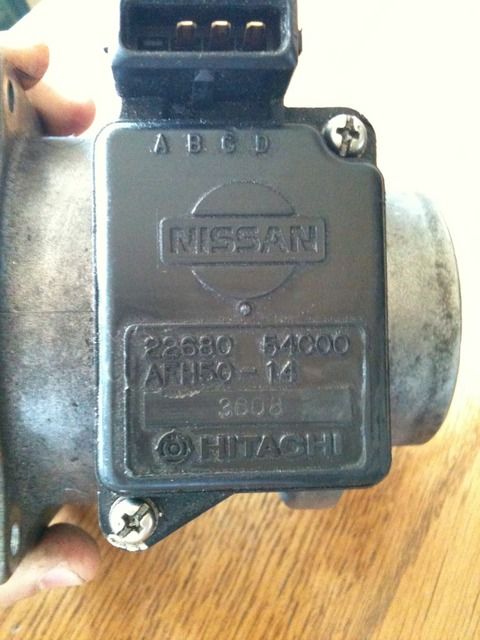 A B C D
NISSAN
22680 54C00
AFH50-14
3608
HITACHI